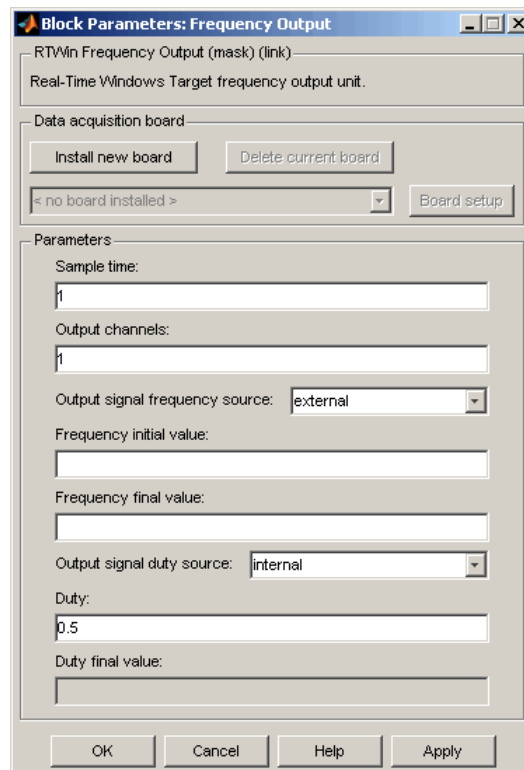 Block Parameters: Frequency Output
RTWin Frequency Output (mask) (link)
Real-Time Windows Target frequency output unit.
Data acquisition board
Install new board
Delete current board
< no board installed >
Board setup
Parameters
Sample time:
1
Output channels:
1
Output signal frequency source: external
Frequency initial value:
Frequency final value:
Output signal duty source: internal
Duty:
0.5
Duty final value:
OK Cancel Help Apply